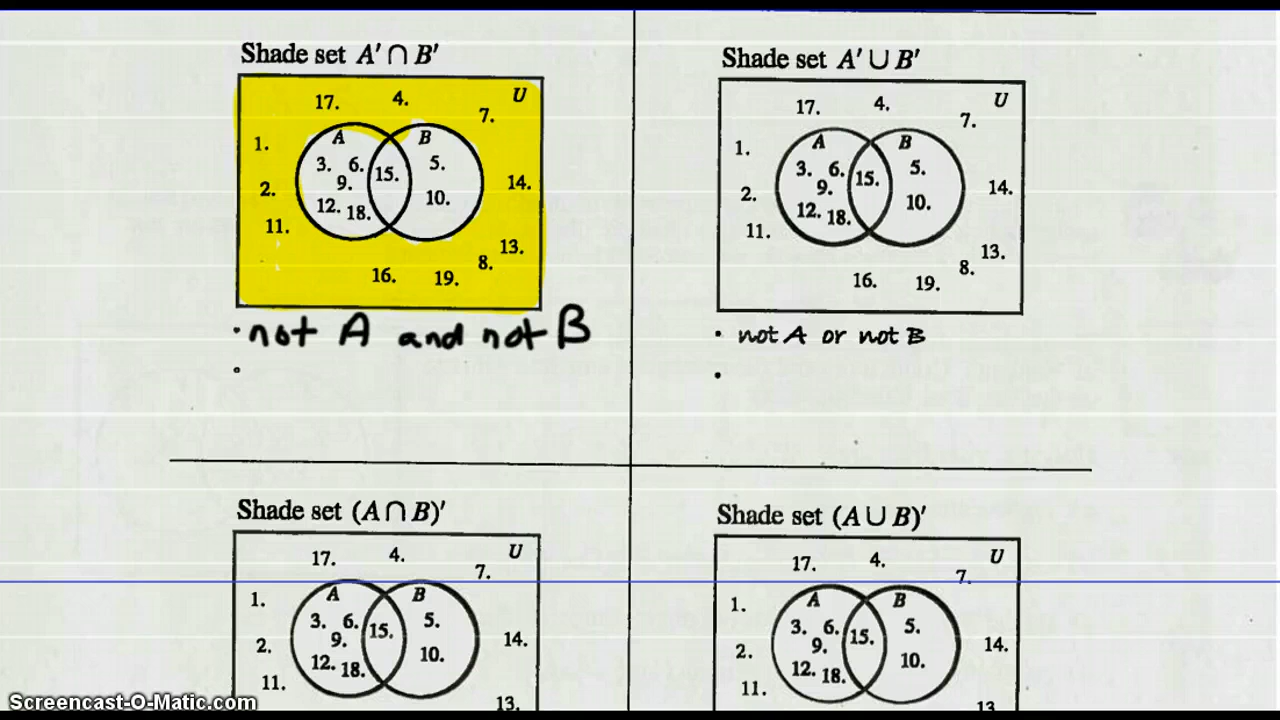 Shade set A′ ∩ B′
17. 4. U
7.
1. A B
3. 6. 15. 5.
2. 9. 14.
12. 18. 10.
11. 13.
16. 19. 8.
· not A and not B
Shade set A′ ∪ B′
17. 4. U
7.
1. A B
3. 6. 15. 5.
2. 9. 14.
12. 18. 10.
11. 13.
16. 19. 8.
· not A or not B
Shade set (A ∩ B)′
17. 4. U
7.
1. A B
3. 6. 15. 5.
2. 9. 14.
12. 18. 10.
11.
13.
Shade set (A ∪ B)′
17. 4. U
7.
1. A B
3. 6. 15. 5.
2. 9. 14.
12. 18. 10.
11.
13
Screencast-O-Matic.com